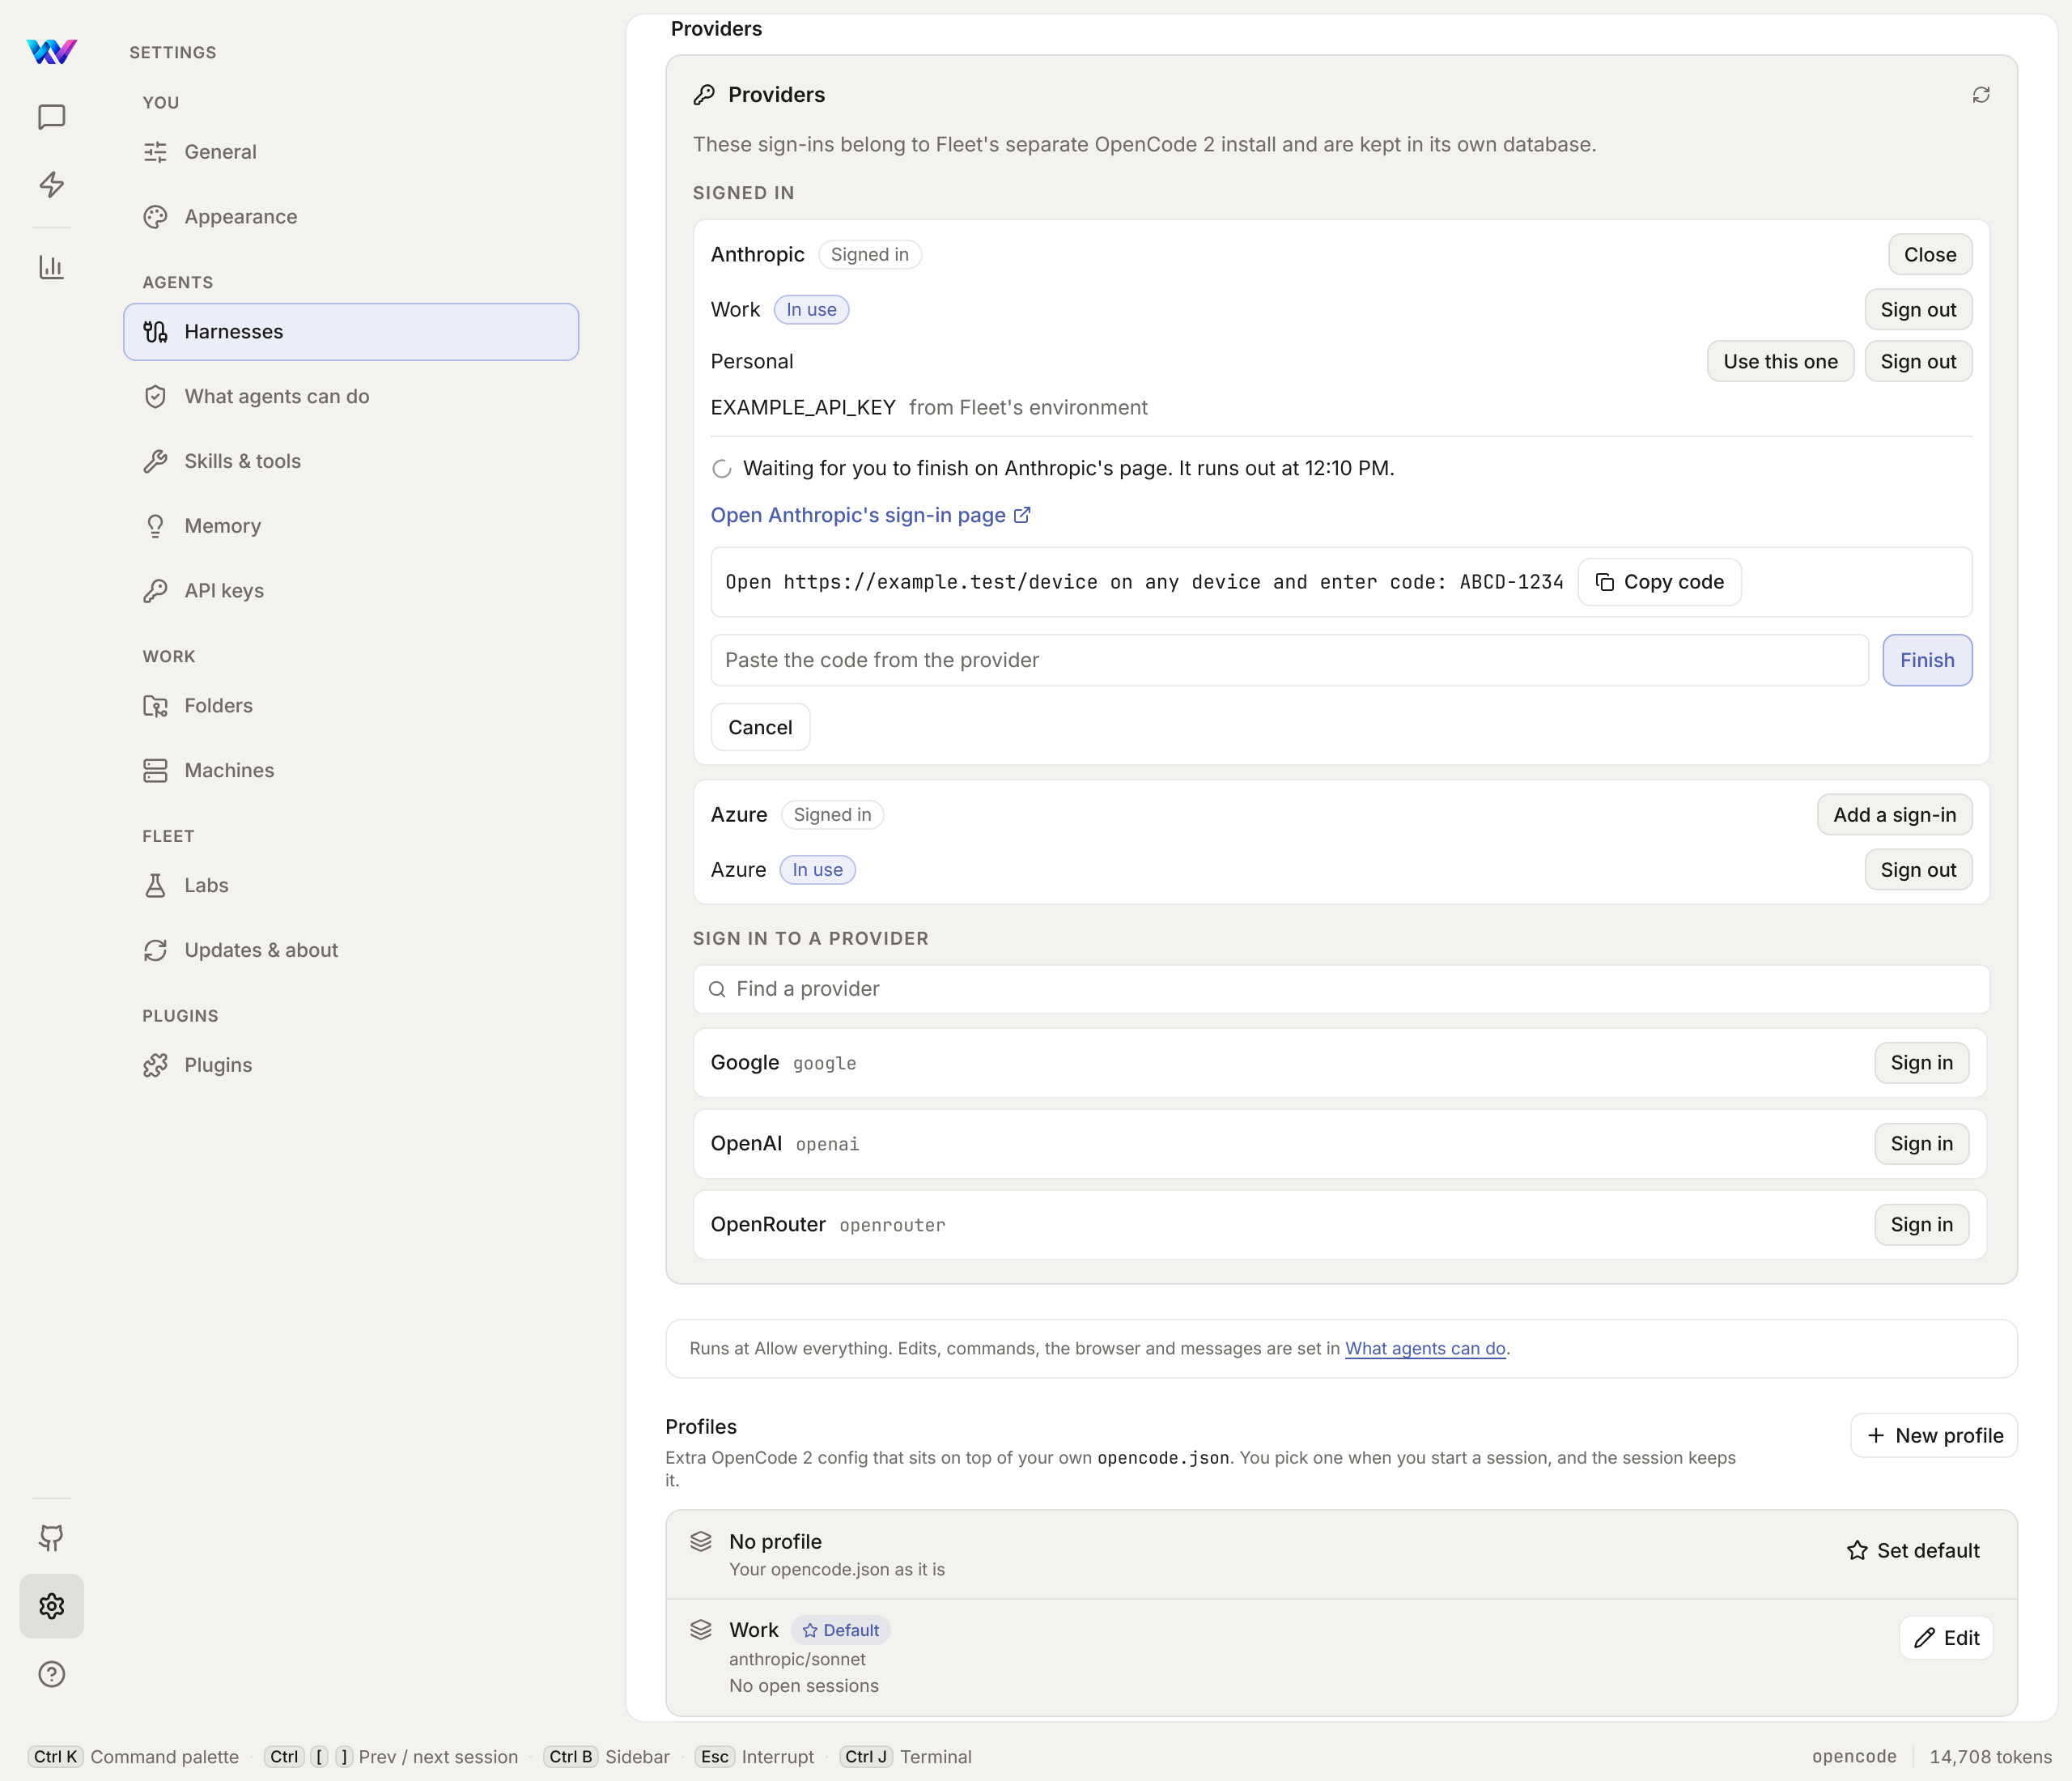 SETTINGS
YOU
General
Appearance
AGENTS
Harnesses
What agents can do
Skills & tools
Memory
API keys
WORK
Folders
Machines
FLEET
Labs
Updates & about
PLUGINS
Plugins
Providers
Providers
These sign-ins belong to Fleet's separate OpenCode 2 install and are kept in its own database.
SIGNED IN
Anthropic Signed in Close
Work In use Sign out
Personal Use this one Sign out
EXAMPLE_API_KEY from Fleet's environment
Waiting for you to finish on Anthropic's page. It runs out at 12:10 PM.
Open Anthropic's sign-in page
Open https://example.test/device on any device and enter code: ABCD-1234 Copy code
Paste the code from the provider Finish
Cancel
Azure Signed in Add a sign-in
Azure In use Sign out
SIGN IN TO A PROVIDER
Find a provider
Google google Sign in
OpenAI openai Sign in
OpenRouter openrouter Sign in
Runs at Allow everything. Edits, commands, the browser and messages are set in What agents can do.
Profiles
New profile
Extra OpenCode 2 config that sits on top of your own opencode.json. You pick one when you start a session, and the session keeps
it.
No profile
Your opencode.json as it is
Set default
Work Default
anthropic/sonnet
No open sessions
Edit
Ctrl K Command palette · Ctrl [ ] Prev / next session · Ctrl B Sidebar · Esc Interrupt · Ctrl J Terminal
opencode 14,708 tokens